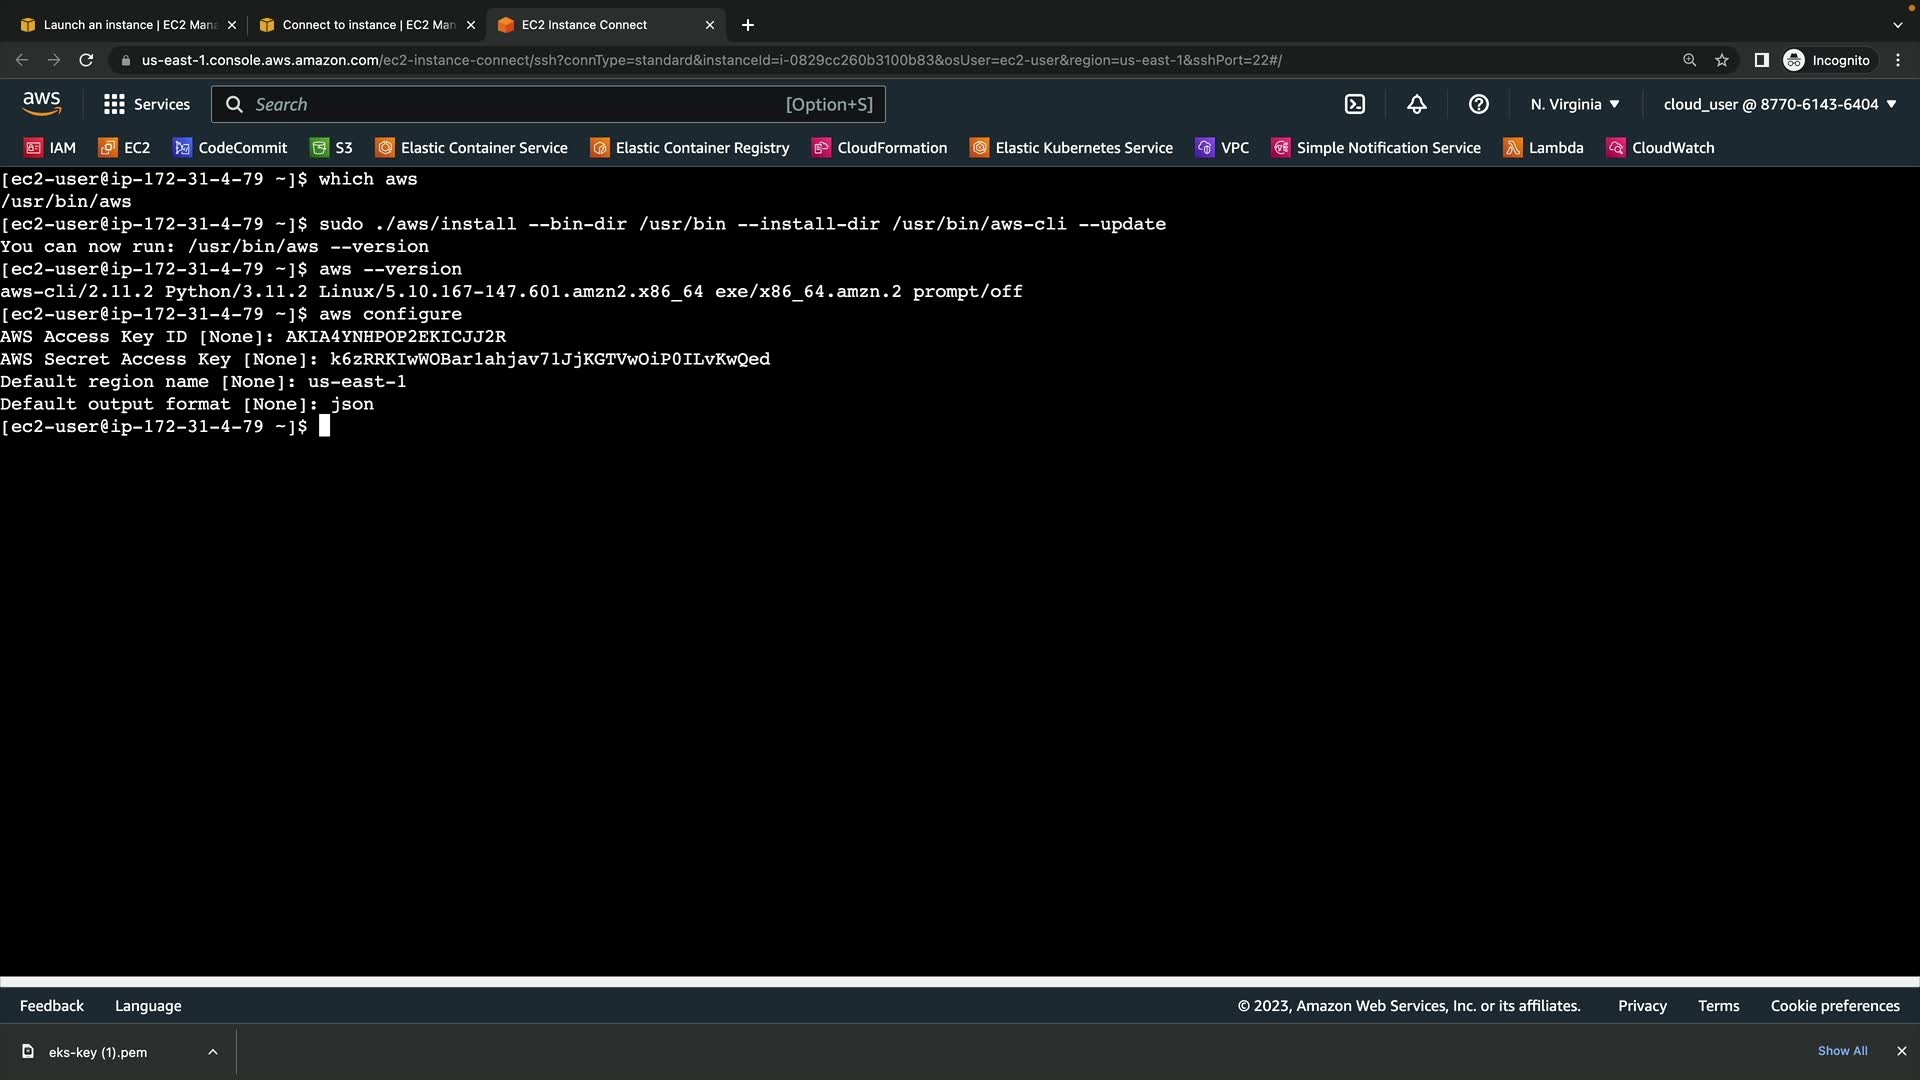 Launch an instance | EC2 Mana
Connect to instance | EC2 Man
EC2 Instance Connect
us-east-1.console.aws.amazon.com/ec2-instance-connect/ssh?connType=standard&instanceId=i-0829cc260b3100b83&osUser=ec2-user&region=us-east-1&sshPort=22#/
Incognito
aws
Services
Search
[Option+S]
N. Virginia
cloud_user @ 8770-6143-6404
IAM
EC2
CodeCommit
S3
Elastic Container Service
Elastic Container Registry
CloudFormation
Elastic Kubernetes Service
VPC
Simple Notification Service
Lambda
CloudWatch
[ec2-user@ip-172-31-4-79 ~]$ which aws
/usr/bin/aws
[ec2-user@ip-172-31-4-79 ~]$ sudo ./aws/install --bin-dir /usr/bin --install-dir /usr/bin/aws-cli --update
You can now run: /usr/bin/aws --version
[ec2-user@ip-172-31-4-79 ~]$ aws --version
aws-cli/2.11.2 Python/3.11.2 Linux/5.10.167-147.601.amzn2.x86_64 exe/x86_64.amzn.2 prompt/off
[ec2-user@ip-172-31-4-79 ~]$ aws configure
AWS Access Key ID [None]: AKIA4YNHPOP2EKICJJ2R
AWS Secret Access Key [None]: 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
Default region name [None]: us-east-1
Default output format [None]: json
[ec2-user@ip-172-31-4-79 ~]$
Feedback
Language
© 2023, Amazon Web Services, Inc. or its affiliates.
Privacy
Terms
Cookie preferences
eks-key (1).pem
Show All